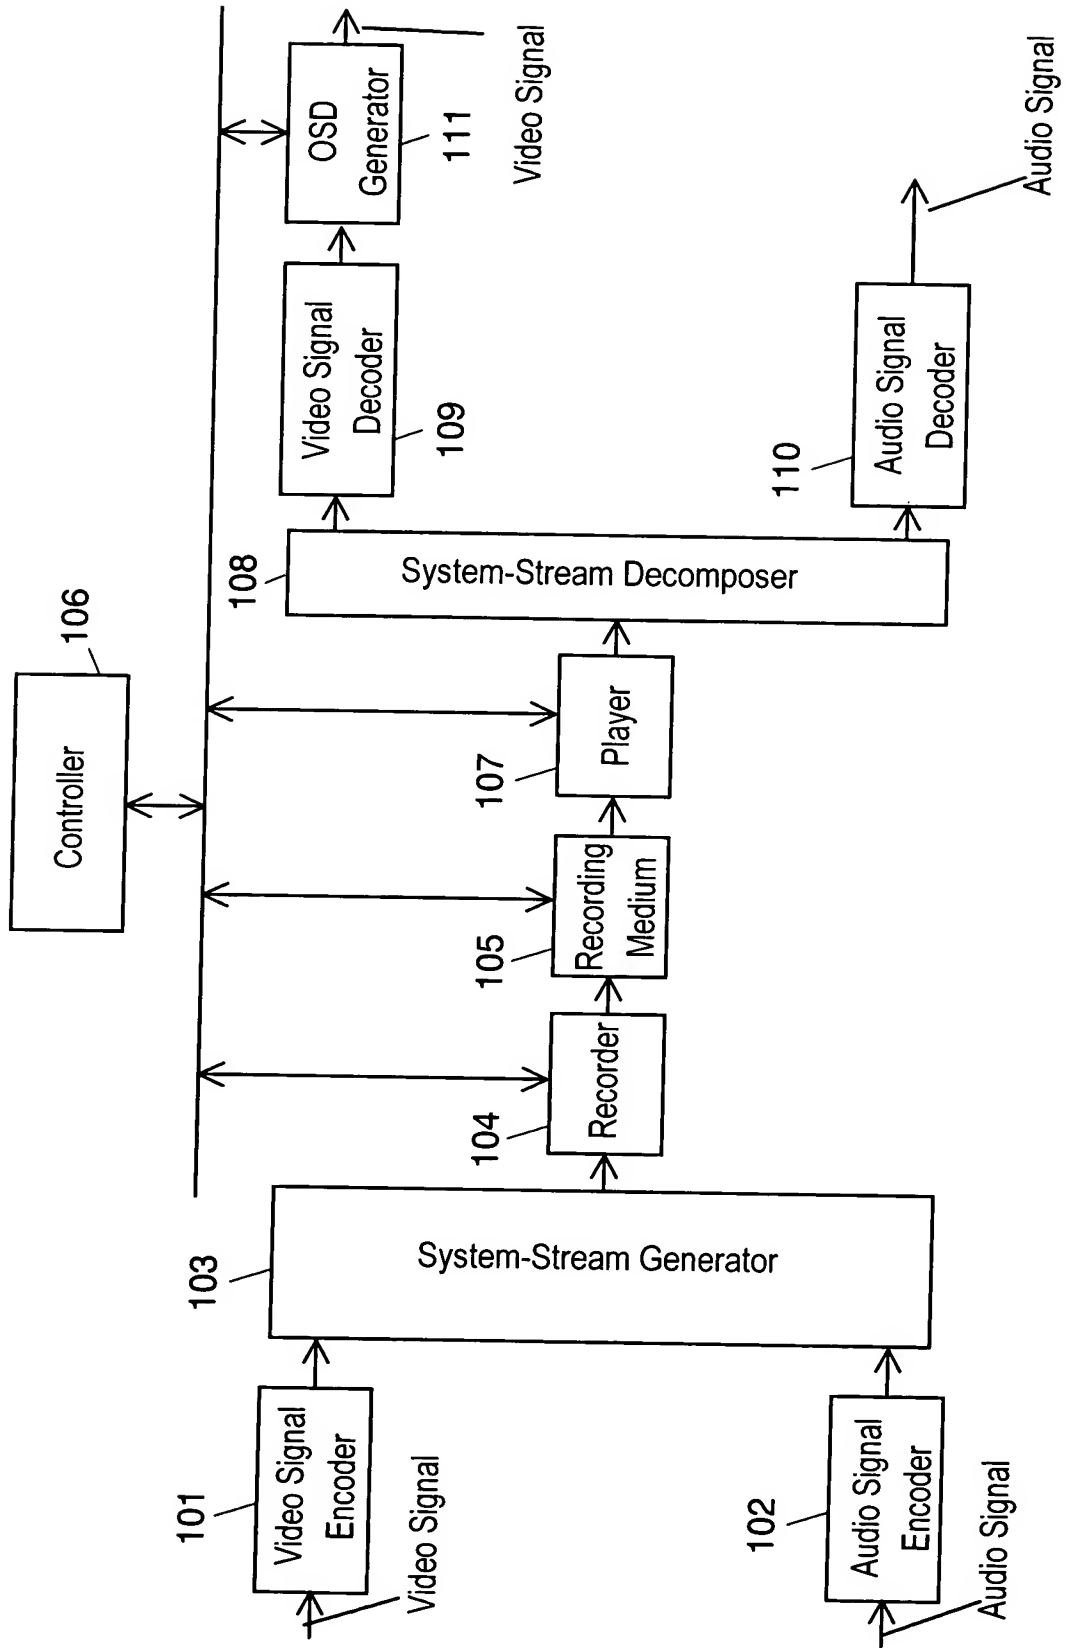 Controller
106
101
Video Signal
Encoder
Video Signal
102
Audio Signal
Encoder
Audio Signal
103
System-Stream Generator
104
Recorder
105
Recording
Medium
107
Player
108
System-Stream Decomposer
109
Video Signal
Decoder
110
Audio Signal
Decoder
Audio Signal
OSD
Generator
111
Video Signal